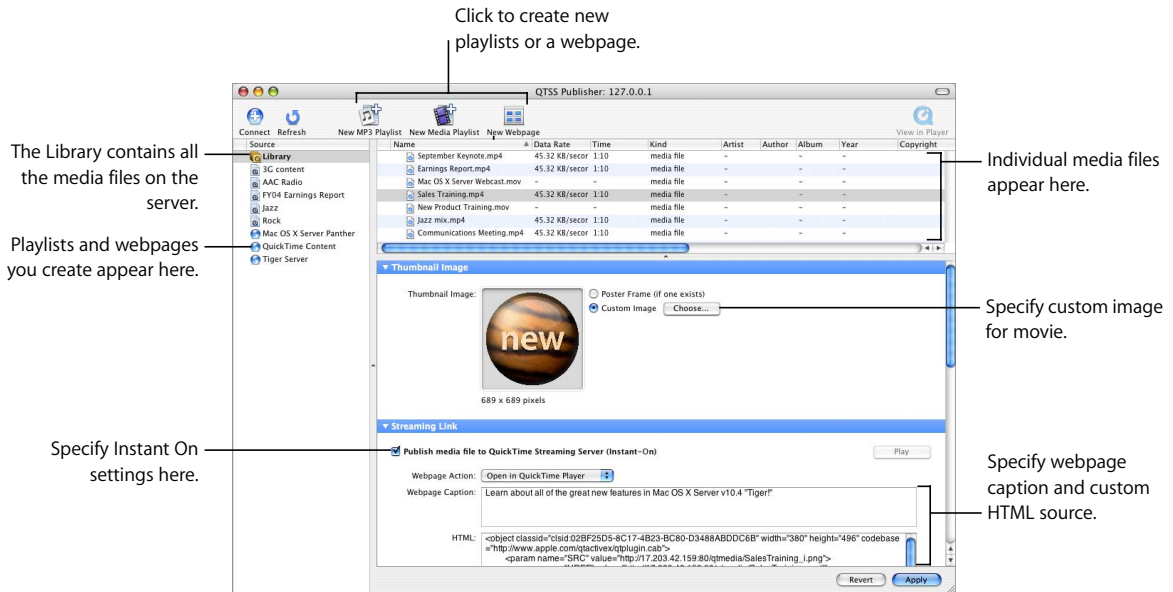 Click to create new
playlists or a webpage.
QTSS Publisher: 127.0.0.1
Connect Refresh New MP3 Playlist New Media Playlist New Webpage View in Player
Source Name Data Rate Time Kind Artist Author Album Year Copyright
The Library contains all
the media files on the
server.
Playlists and webpages
you create appear here.
Library
3G content
AAC Radio
FY04 Earnings Report
Jazz
Rock
Mac OS X Server Panther
QuickTime Content
Tiger Server
September Keynote.mp4 45.32 KB/secor 1:10 media file - - -
Earnings Report.mp4 45.32 KB/secor 1:10 media file - - -
Mac OS X Server Webcast.mov - - media file - - -
Sales Training.mp4 45.32 KB/secor 1:10 media file - - -
New Product Training.mov - - media file - - -
Jazz mix.mp4 45.32 KB/secor 1:10 media file - - -
Communications Meeting.mp4 45.32 KB/secor 1:10 media file - - -
Individual media files
appear here.
Thumbnail Image
Thumbnail Image:
new
689 x 689 pixels
Poster Frame (if one exists)
Custom Image Choose...
Specify custom image
for movie.
Streaming Link
Specify Instant On
settings here.
Publish media file to QuickTime Streaming Server (Instant-On) Play
Webpage Action: Open in QuickTime Player
Webpage Caption: Learn about all of the great new features in Mac OS X Server v10.4 "Tiger!"
HTML: <object classid="clsid:02BF25D5-8C17-4B23-BC80-D3488ABDDC6B" width="380" height="496" codebase
="http://www.apple.com/qtactivex/qtplugin.cab">
<param name="SRC" value="http://17.203.42.159:80/qtmedia/SalesTraining_i.png">
Specify webpage
caption and custom
HTML source.
Revert Apply